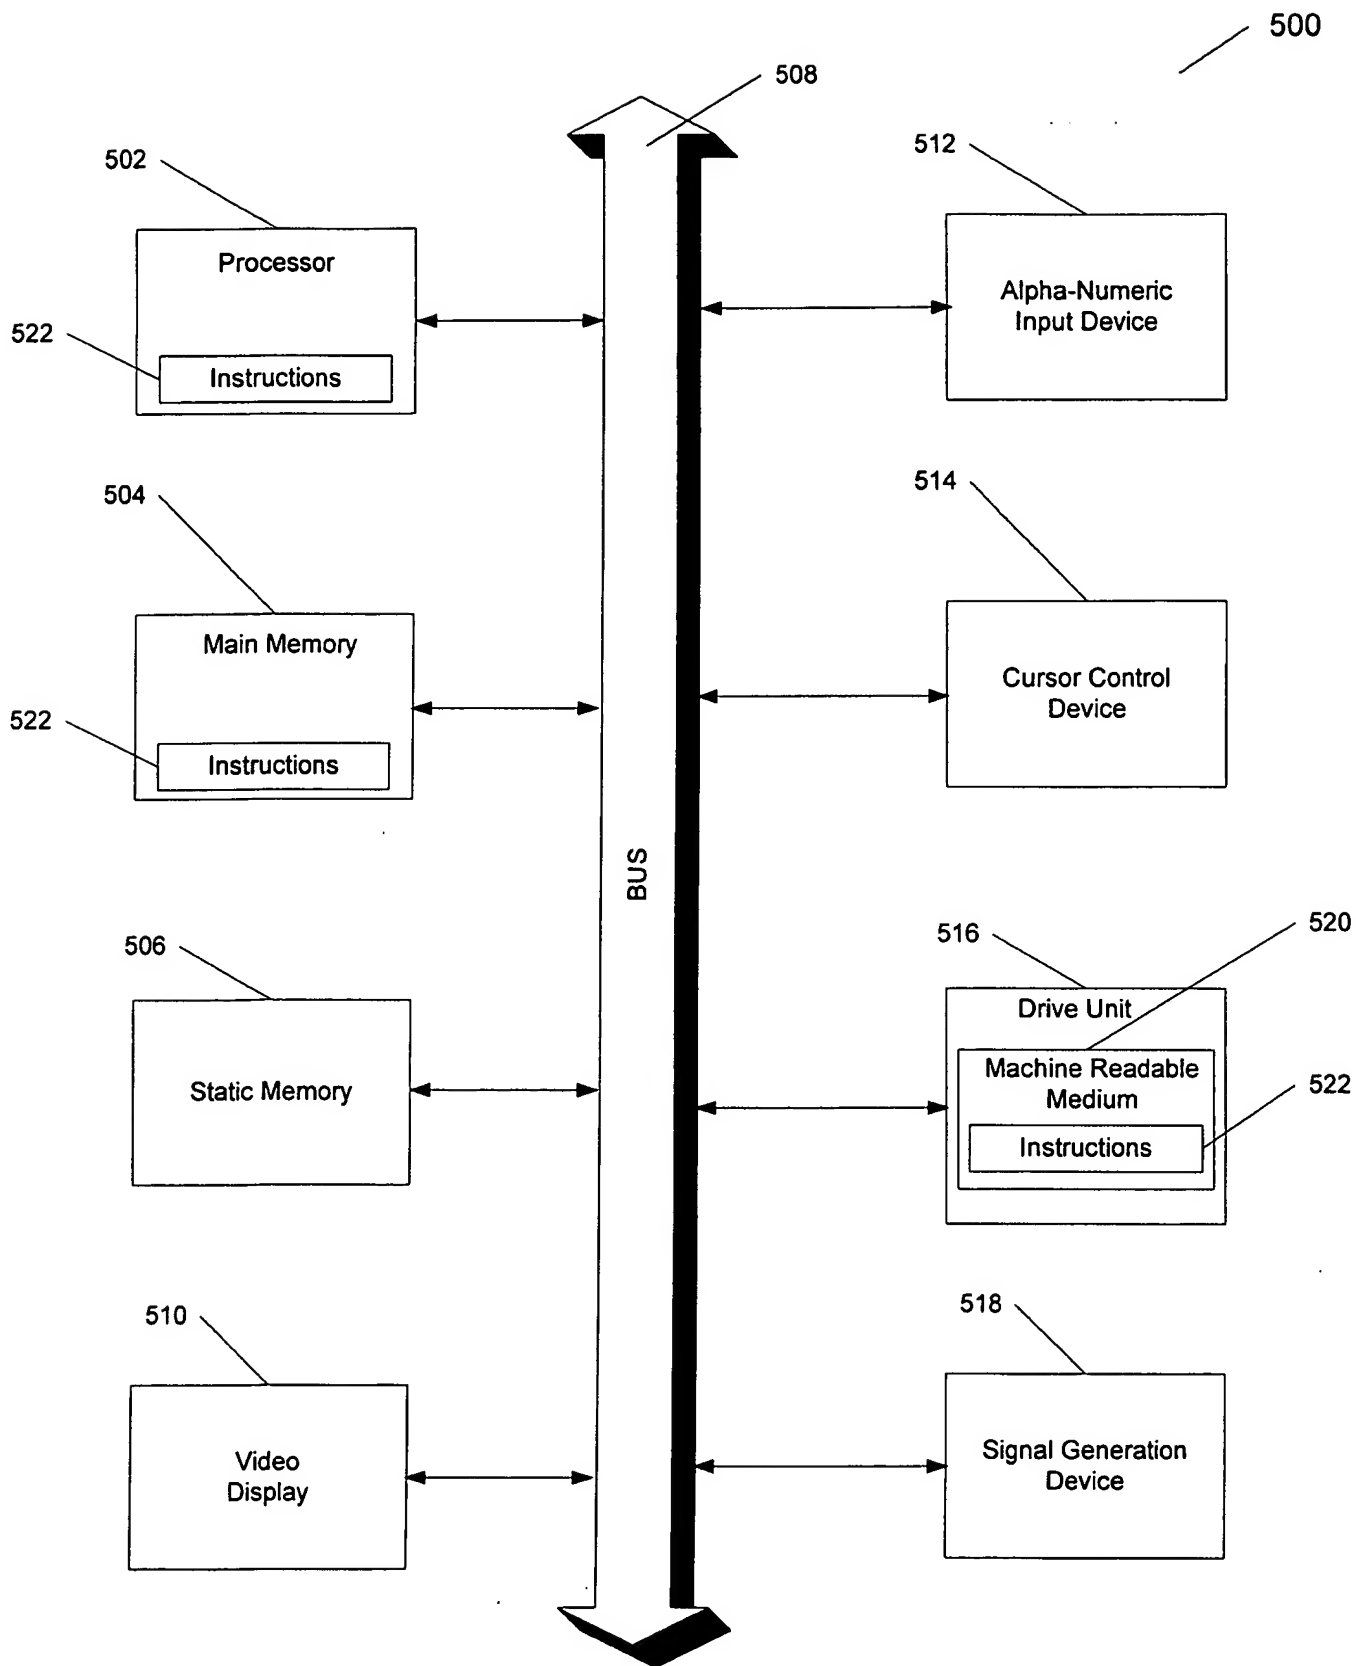 500
508
502
512
Processor
Alpha-Numeric
Input Device
522
Instructions
504
514
Main Memory
Cursor Control
Device
522
Instructions
BUS
506
516
520
Drive Unit
Static Memory
Machine Readable
Medium
522
Instructions
510
518
Video
Display
Signal Generation
Device